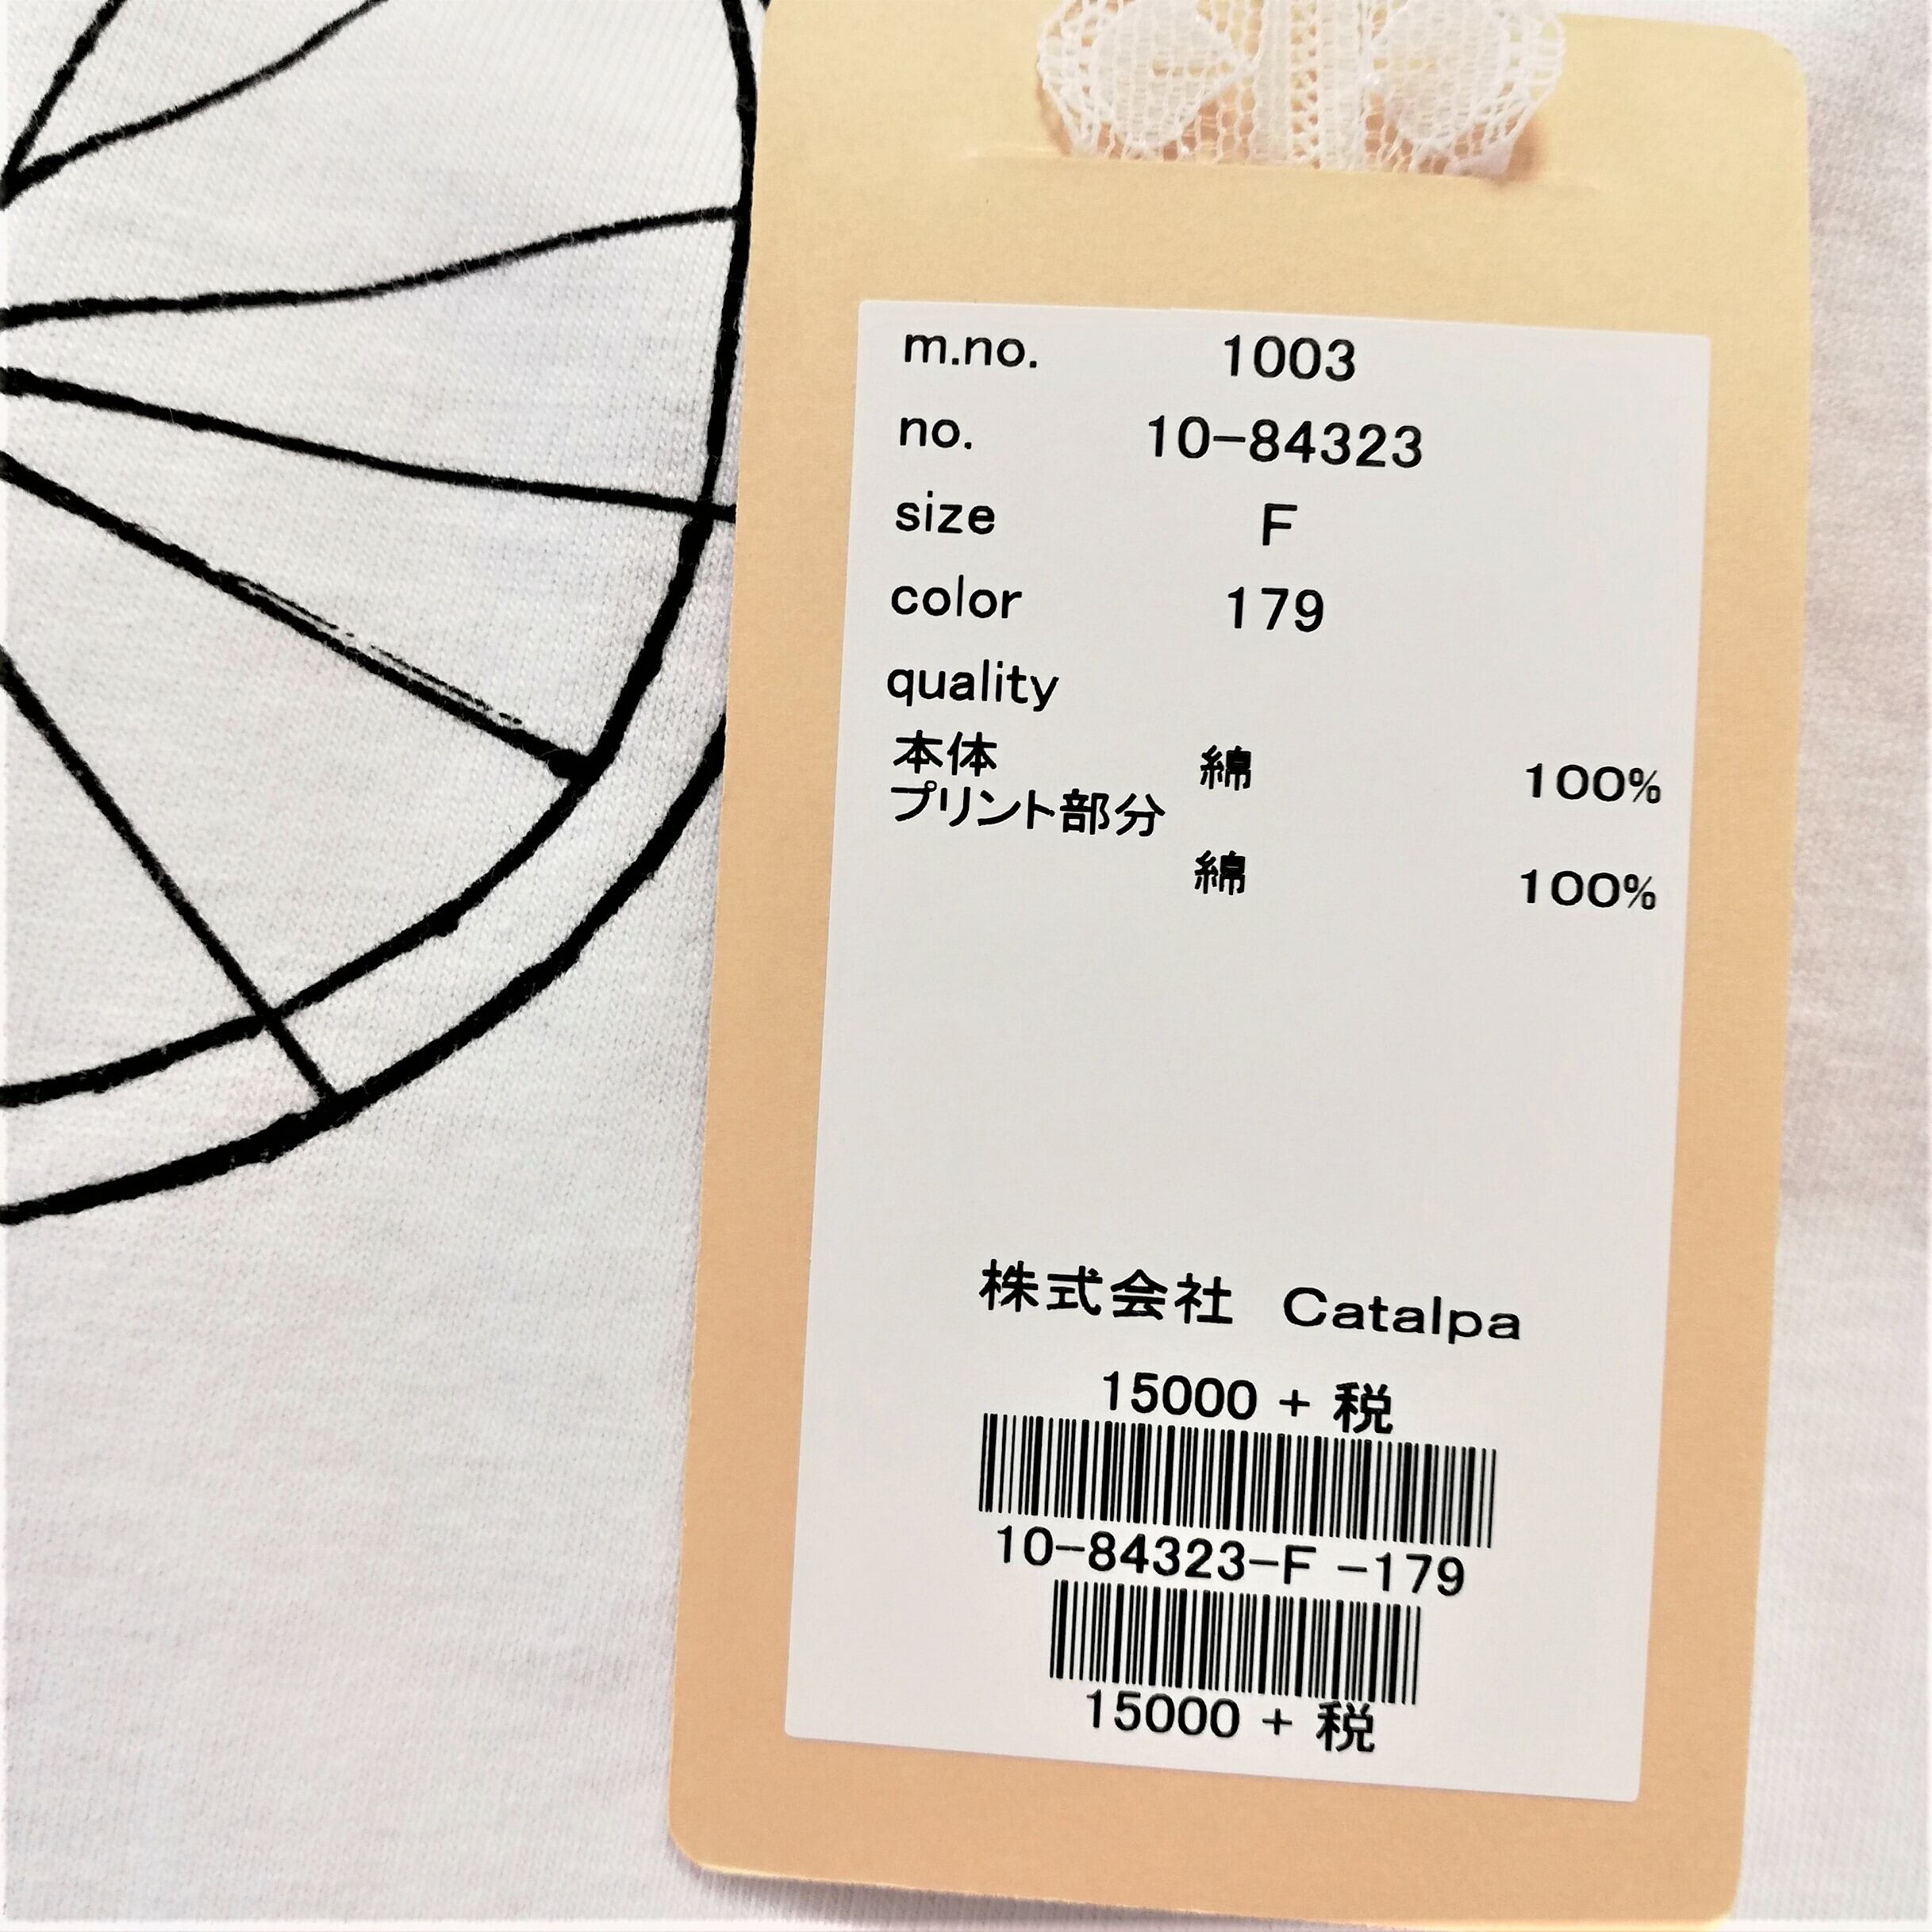 m.no. 1003
no. 10-84323
size F
color 179
quality
本体 綿 100%
プリント部分
綿 100%
株式会社 Catalpa
15000 + 税
10-84323-F -179
15000 + 税